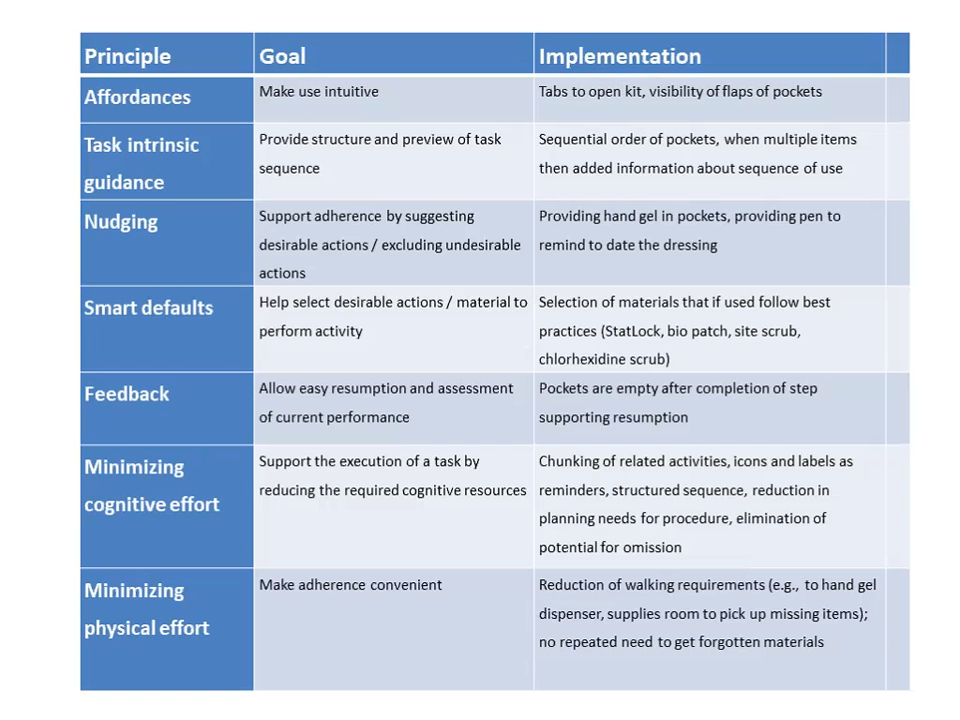 Principle Goal Implementation
Affordances Make use intuitive Tabs to open kit, visibility of flaps of pockets
Task intrinsic
guidance
Provide structure and preview of task
sequence
Sequential order of pockets, when multiple items
then added information about sequence of use
Nudging
Support adherence by suggesting
desirable actions / excluding undesirable
actions
Providing hand gel in pockets, providing pen to
remind to date the dressing
Smart defaults
Help select desirable actions / material to
perform activity
Selection of materials that if used follow best
practices (StatLock, bio patch, site scrub,
chlorhexidine scrub)
Feedback
Allow easy resumption and assessment
of current performance
Pockets are empty after completion of step
supporting resumption
Minimizing
cognitive effort
Support the execution of a task by
reducing the required cognitive resources
Chunking of related activities, icons and labels as
reminders, structured sequence, reduction in
planning needs for procedure, elimination of
potential for omission
Minimizing
physical effort
Make adherence convenient
Reduction of walking requirements (e.g., to hand gel
dispenser, supplies room to pick up missing items);
no repeated need to get forgotten materials